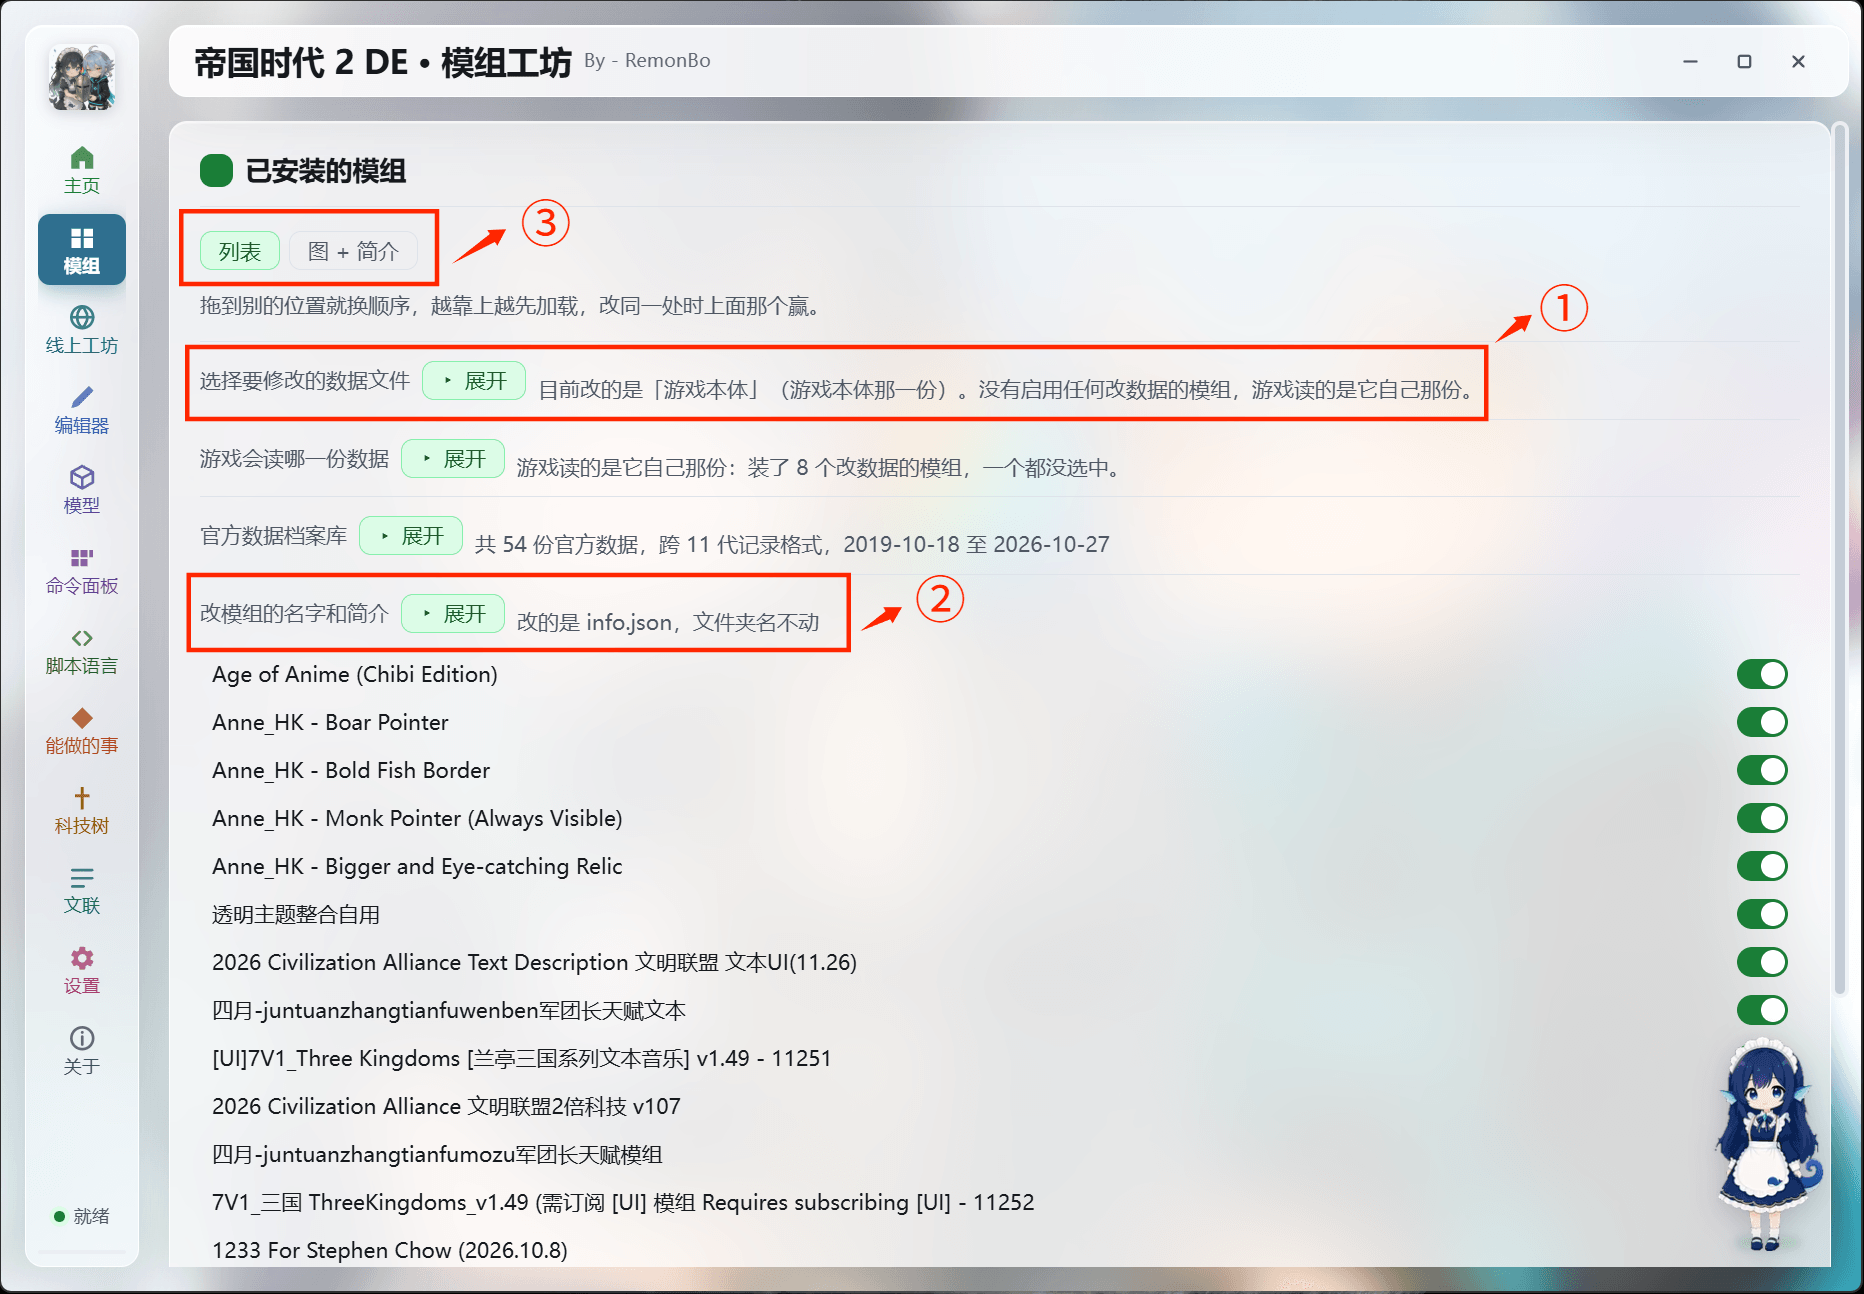 帝国时代 2 DE • 模组工坊 By - RemonBo
主页
模组
线上工坊
编辑器
模型
命令面板
脚本语言
能做的事
科技树
文联
设置
关于
就绪
已安装的模组
列表 图 + 简介
③
拖到别的位置就换顺序，越靠上越先加载，改同一处时上面那个赢。
①
选择要修改的数据文件 展开 目前改的是「游戏本体」（游戏本体那一份）。没有启用任何改数据的模组，游戏读的是它自己那份。
游戏会读哪一份数据 展开 游戏读的是它自己那份：装了 8 个改数据的模组，一个都没选中。
官方数据档案库 展开 共 54 份官方数据，跨 11 代记录格式，2019-10-18 至 2026-10-27
②
改模组的名字和简介 展开 改的是 info.json，文件夹名不动
Age of Anime (Chibi Edition)
Anne_HK - Boar Pointer
Anne_HK - Bold Fish Border
Anne_HK - Monk Pointer (Always Visible)
Anne_HK - Bigger and Eye-catching Relic
透明主题整合自用
2026 Civilization Alliance Text Description 文明联盟 文本UI(11.26)
四月-juntuanzhangtianfuwenben军团长天赋文本
[UI]7V1_Three Kingdoms [兰亭三国系列文本音乐] v1.49 - 11251
2026 Civilization Alliance 文明联盟2倍科技 v107
四月-juntuanzhangtianfumozu军团长天赋模组
7V1_三国 ThreeKingdoms_v1.49 (需订阅 [UI] 模组 Requires subscribing [UI] - 11252
1233 For Stephen Chow (2026.10.8)